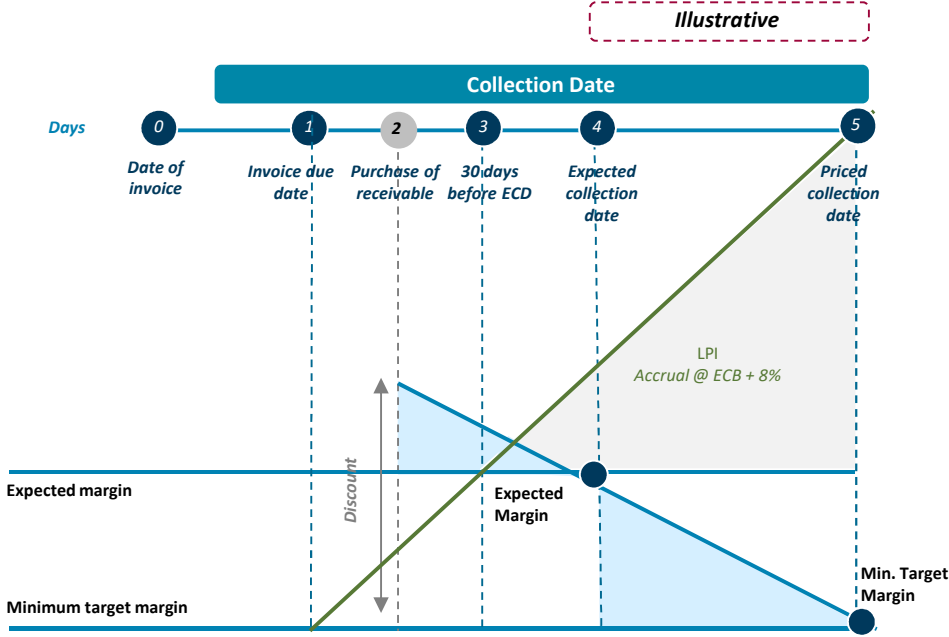 Illustrative
Collection Date
Days
0
1
2
3
4
5
Date of
invoice
Invoice due
date
Purchase of
receivable
30 days
before ECD
Expected
collection
date
Priced
collection
date
LPI
Accrual @ ECB + 8%
Discount
Expected margin
Expected
Margin
Minimum target margin
Min. Target
Margin